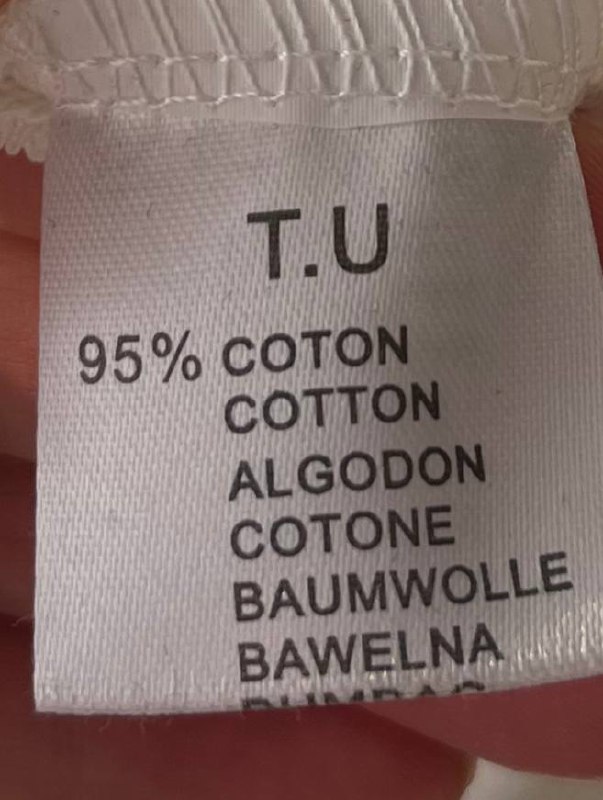 T.U
95% COTON
COTTON
ALGODON
COTONE
BAUMWOLLE
BAWELNA